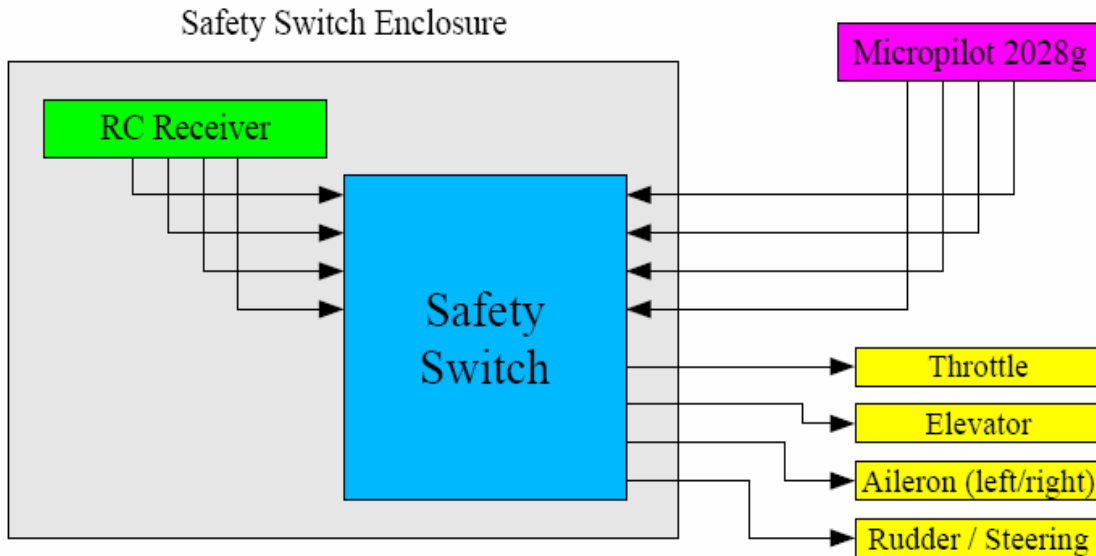 Safety Switch Enclosure
Micropilot 2028g
RC Receiver
Safety
Switch
Throttle
Elevator
Aileron (left/right)
Rudder / Steering